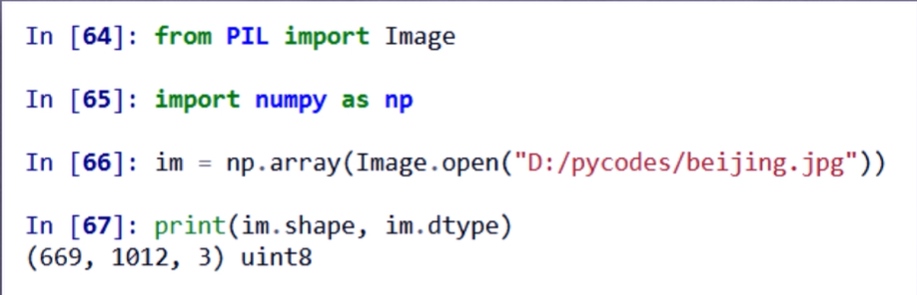 In [64]: from PIL import Image
In [65]: import numpy as np
In [66]: im = np.array(Image.open("D:/pycodes/beijing.jpg"))
In [67]: print(im.shape, im.dtype)
(669, 1012, 3) uint8